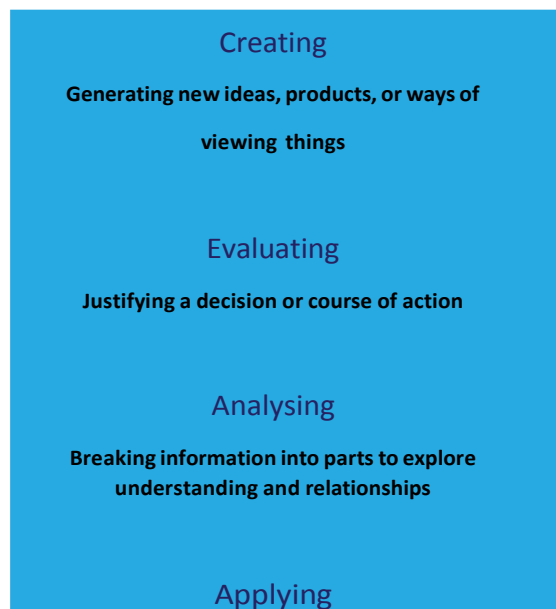 Creating
Generating new ideas, products, or ways of
viewing things
Evaluating
Justifying a decision or course of action
Analysing
Breaking information into parts to explore
understanding and relationships
Applying